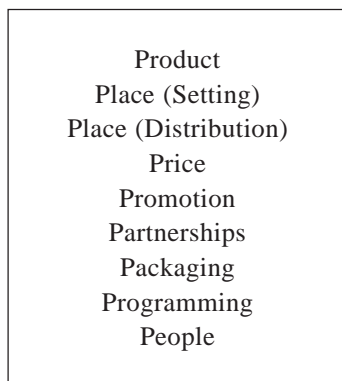 Product
Place (Setting)
Place (Distribution)
Price
Promotion
Partnerships
Packaging
Programming
People